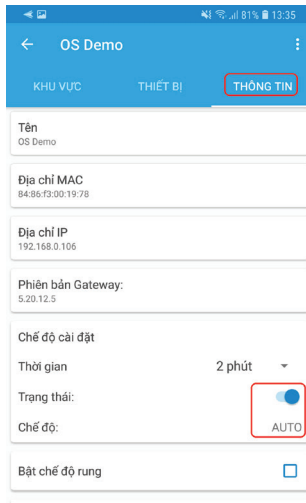 81% 13:35
OS Demo
KHU VỰC THIẾT BỊ THÔNG TIN
Tên
OS Demo
Địa chỉ MAC
84:86:f3:00:19:78
Địa chỉ IP
192.168.0.106
Phiên bản Gateway:
5.20.12.5
Chế độ cài đặt
Thời gian 2 phút
Trạng thái:
Chế độ: AUTO
Bật chế độ rung